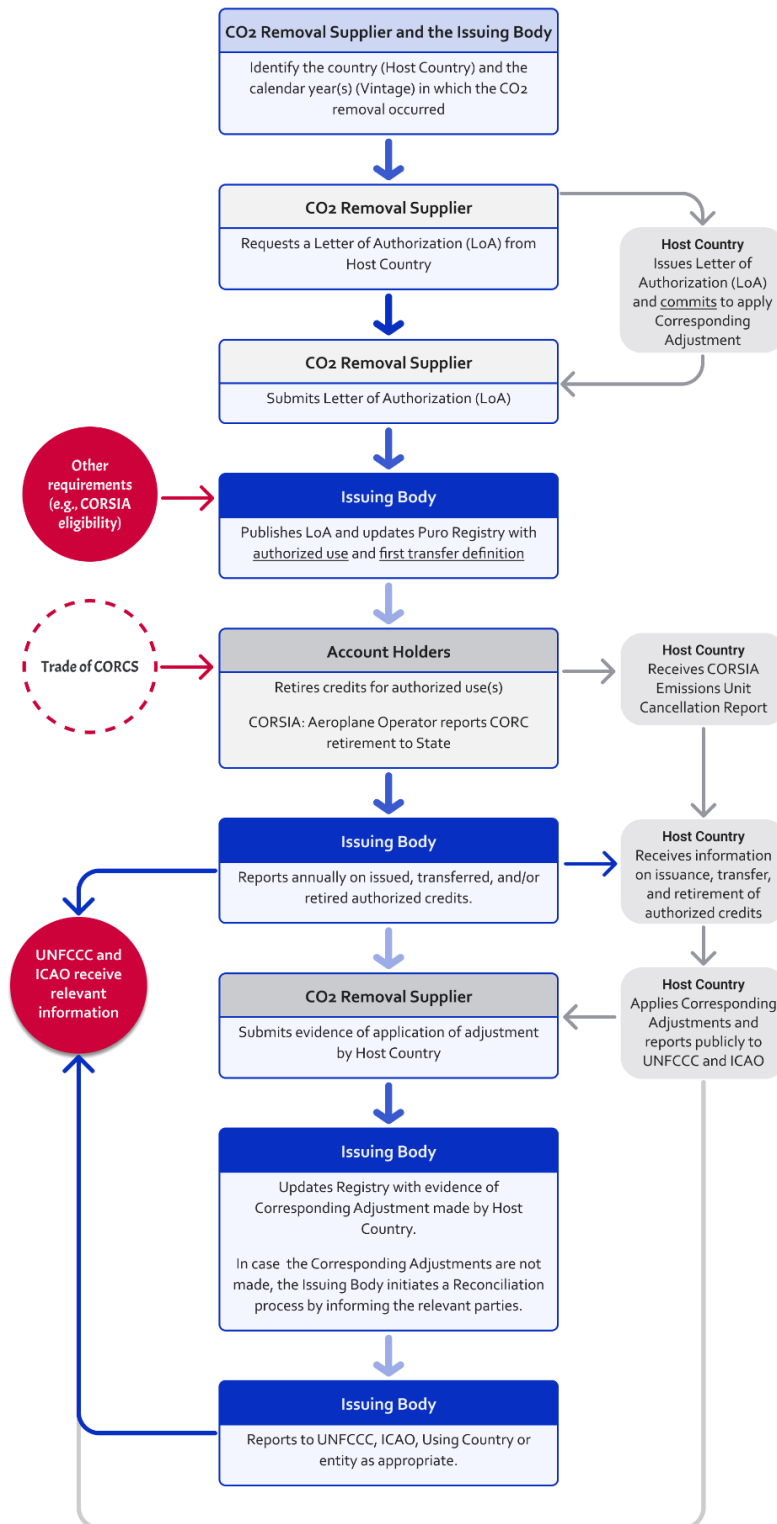 CO2 Removal Supplier and the Issuing Body
Identify the country (Host Country) and the
calendar year(s) (Vintage) in which the CO2
removal occurred
CO2 Removal Supplier
Requests a Letter of Authorization (LoA) from
Host Country
Host Country
Issues Letter of
Authorization (LoA)
and commits to apply
Corresponding
Adjustment
CO2 Removal Supplier
Submits Letter of Authorization (LoA)
Other
requirements
(e.g., CORSIA
eligibility)
Issuing Body
Publishes LoA and updates Puro Registry with
authorized use and first transfer definition
Trade of CORCS
Account Holders
Retires credits for authorized use(s)
CORSIA: Aeroplane Operator reports CORC
retirement to State
Host Country
Receives CORSIA
Emissions Unit
Cancellation Report
Issuing Body
Reports annually on issued, transferred, and/or
retired authorized credits.
Host Country
Receives information
on issuance, transfer,
and retirement of
authorized credits
UNFCCC and
ICAO receive
relevant
information
CO2 Removal Supplier
Submits evidence of application of adjustment
by Host Country
Host Country
Applies Corresponding
Adjustments and
reports publicly to
UNFCCC and ICAO
Issuing Body
Updates Registry with evidence of
Corresponding Adjustment made by Host
Country.
In case the Corresponding Adjustments are not
made, the Issuing Body initiates a Reconciliation
process by informing the relevant parties.
Issuing Body
Reports to UNFCCC, ICAO, Using Country or
entity as appropriate.